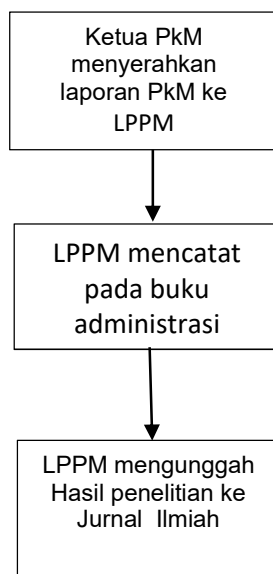 Ketua PkM
menyerahkan
laporan PkM ke
LPPM
LPPM mencatat
pada buku
administrasi
LPPM mengunggah
Hasil penelitian ke
Jurnal Ilmiah